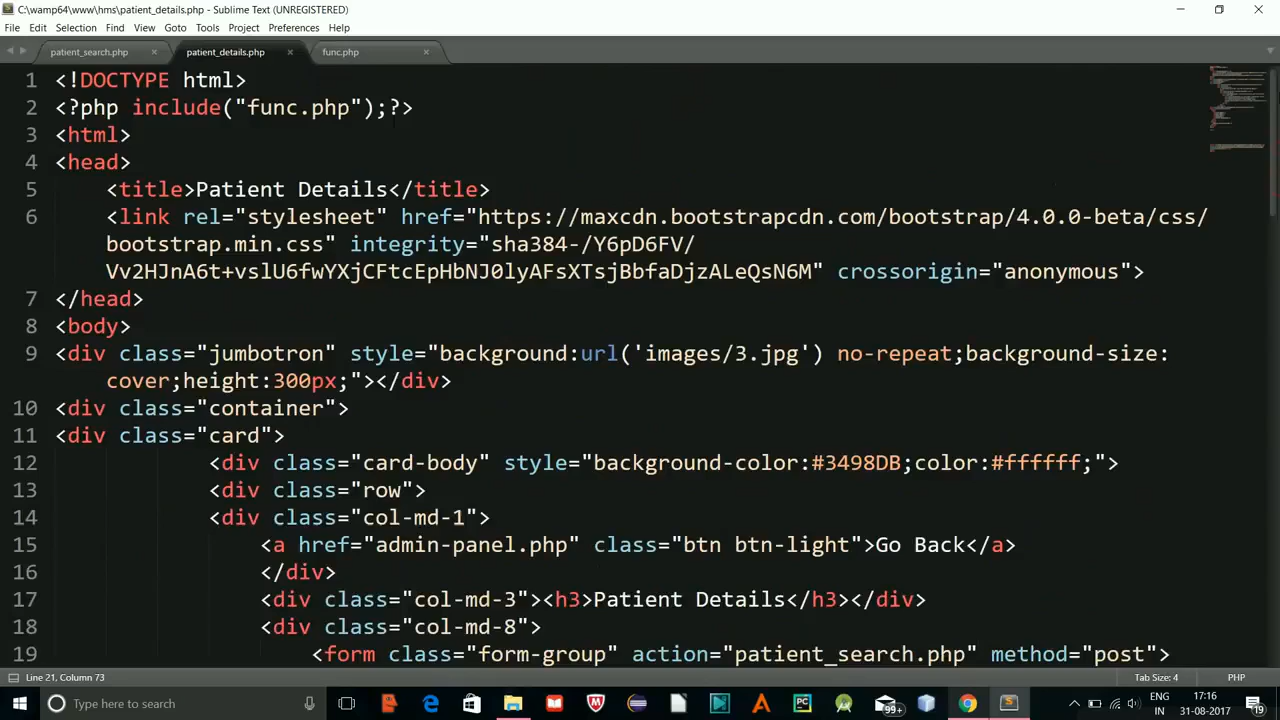 C:\wamp64\www\hms\patient_details.php - Sublime Text (UNREGISTERED)
File Edit Selection Find View Goto Tools Project Preferences Help
patient_search.php × patient_details.php × func.php ×
1 <!DOCTYPE html>
2 <?php include("func.php");?>
3 <html>
4 <head>
5 <title>Patient Details</title>
6 <link rel="stylesheet" href="https://maxcdn.bootstrapcdn.com/bootstrap/4.0.0-beta/css/
bootstrap.min.css" integrity="sha384-/Y6pD6FV/
Vv2HJnA6t+vslU6fwYXjCFtcEpHbNJ0lyAFsXTsjBbfaDjzALeQsN6M" crossorigin="anonymous">
7 </head>
8 <body>
9 <div class="jumbotron" style="background:url('images/3.jpg') no-repeat;background-size:
cover;height:300px;"></div>
10 <div class="container">
11 <div class="card">
12 <div class="card-body" style="background-color:#3498DB;color:#ffffff;">
13 <div class="row">
14 <div class="col-md-1">
15 <a href="admin-panel.php" class="btn btn-light">Go Back</a>
16 </div>
17 <div class="col-md-3"><h3>Patient Details</h3></div>
18 <div class="col-md-8">
19 <form class="form-group" action="patient_search.php" method="post">
Line 21, Column 73 Tab Size: 4 PHP
Type here to search
99+
ENG 17:16
IN 31-08-2017 19